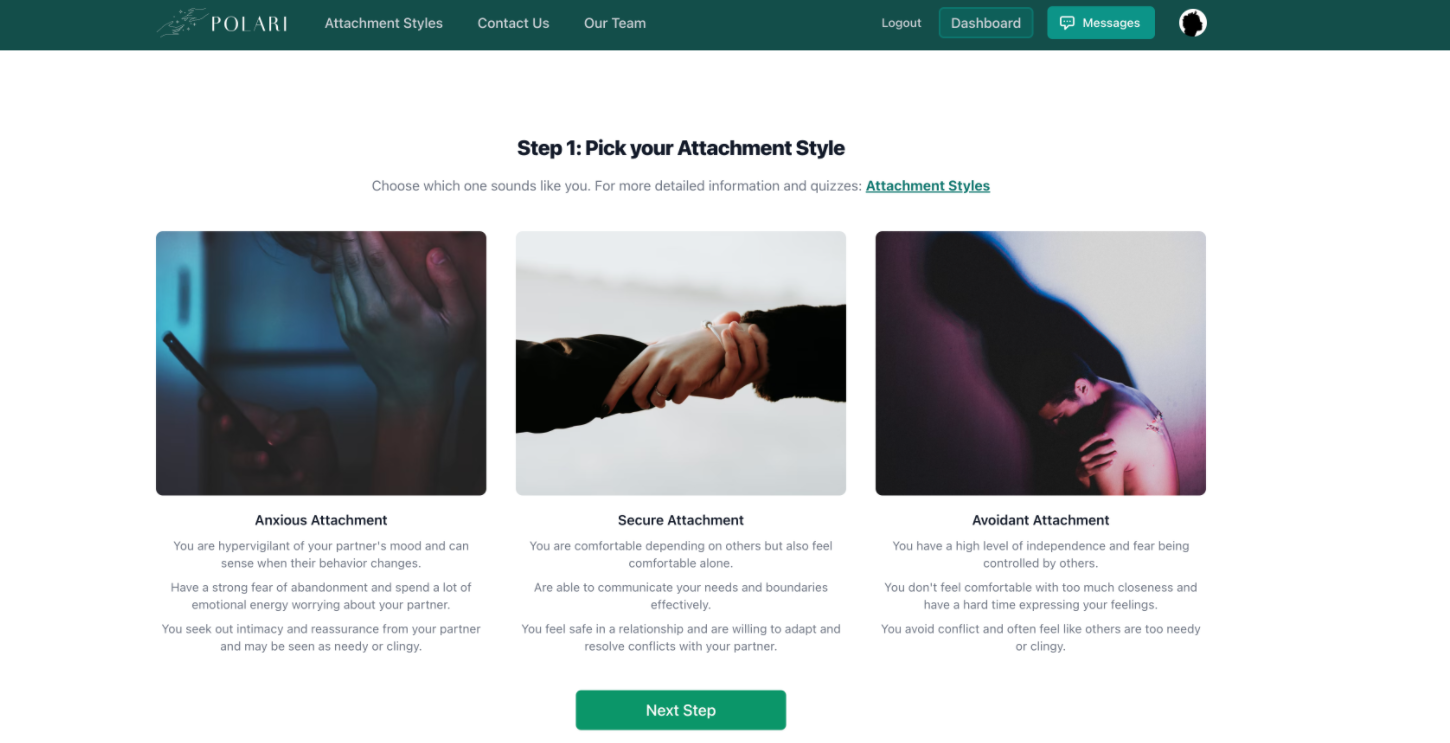 POLARI
Attachment Styles
Contact Us
Our Team
Logout
Dashboard
Messages
Step 1: Pick your Attachment Style
Choose which one sounds like you. For more detailed information and quizzes: Attachment Styles
Anxious Attachment
You are hypervigilant of your partner's mood and can
sense when their behavior changes.
Have a strong fear of abandonment and spend a lot of
emotional energy worrying about your partner.
You seek out intimacy and reassurance from your partner
and may be seen as needy or clingy.
Secure Attachment
You are comfortable depending on others but also feel
comfortable alone.
Are able to communicate your needs and boundaries
effectively.
You feel safe in a relationship and are willing to adapt and
resolve conflicts with your partner.
Avoidant Attachment
You have a high level of independence and fear being
controlled by others.
You don't feel comfortable with too much closeness and
have a hard time expressing your feelings.
You avoid conflict and often feel like others are too needy
or clingy.
Next Step